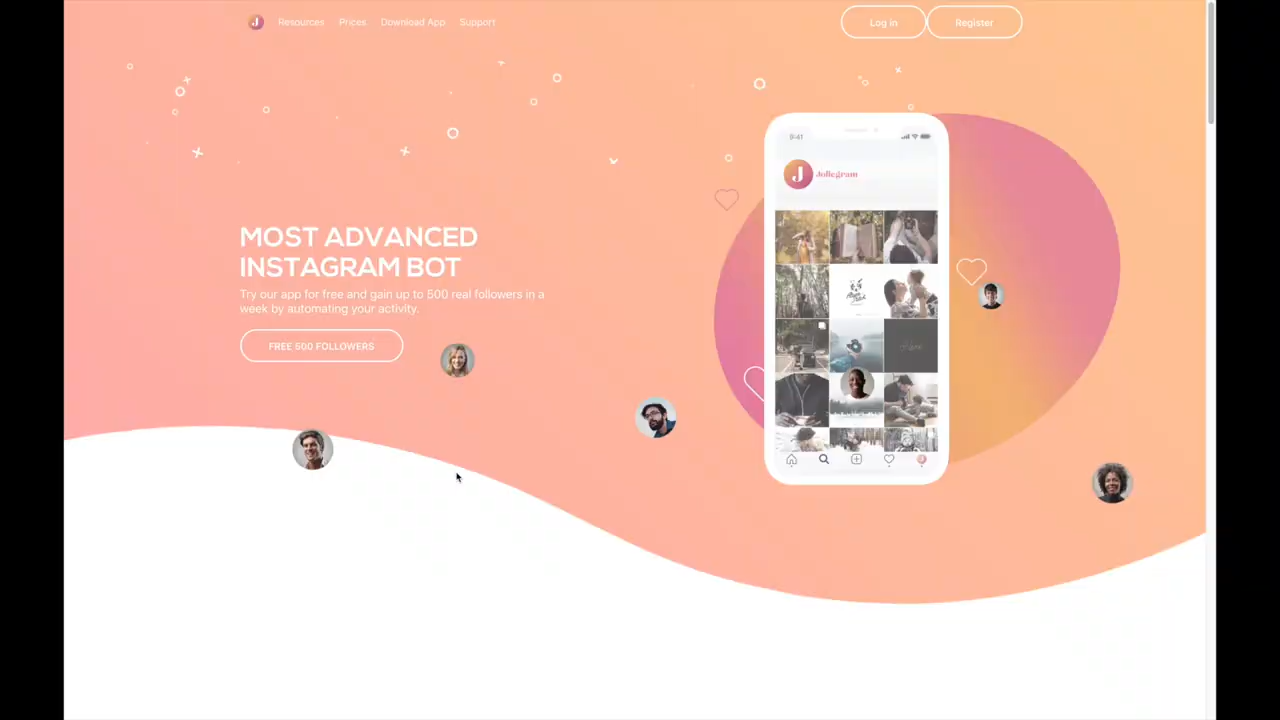 J Resources Prices Download App Support Log in Register
9:41
J Jollegram
MOST ADVANCED
INSTAGRAM BOT
Try our app for free and gain up to 500 real followers in a
week by automating your activity.
FREE 500 FOLLOWERS